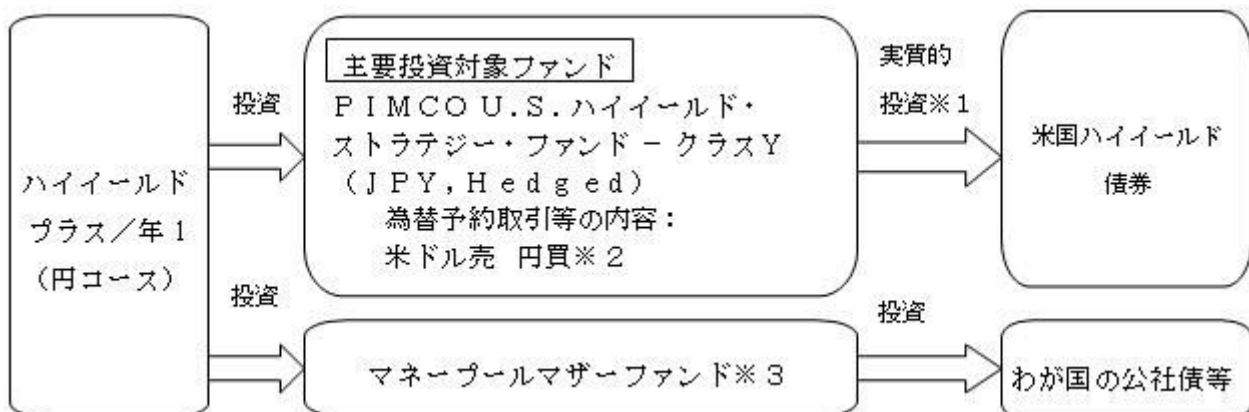 ハイイールド
プラス／年１
（円コース）
投資
主要投資対象ファンド
ＰＩＭＣＯ Ｕ.Ｓ.ハイイールド・
ストラテジー・ファンド － クラスＹ
（ＪＰＹ,Ｈｅｄｇｅｄ）
為替予約取引等の内容：
米ドル売　円買※２
実質的
投資※１
米国ハイイールド
債券
投資
マネープールマザーファンド※３
投資
わが国の公社債等